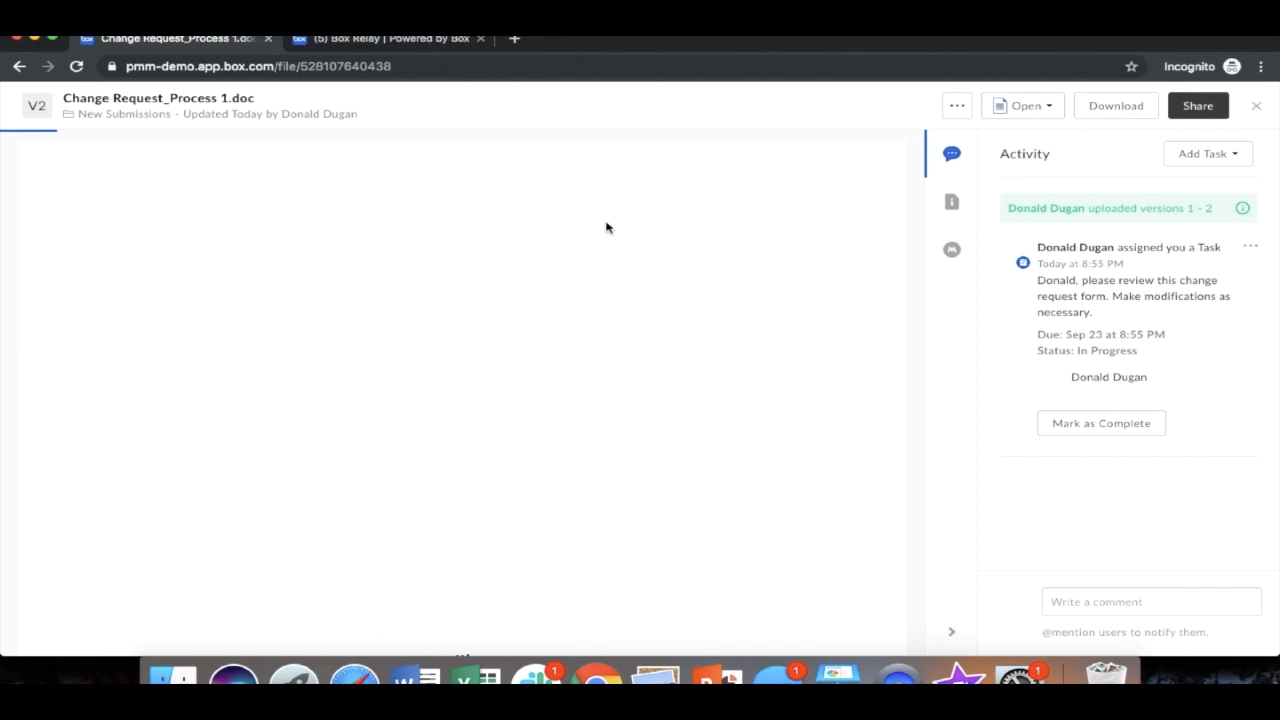 Change Request_Process 1.doc
(5) Box Relay | Powered by Box
pmm-demo.app.box.com/file/528107640438
Incognito
V2
Change Request_Process 1.doc
New Submissions · Updated Today by Donald Dugan
Open
Download
Share
Activity
Add Task
Donald Dugan uploaded versions 1 - 2
Donald Dugan assigned you a Task
Today at 8:55 PM
Donald, please review this change
request form. Make modifications as
necessary.
Due: Sep 23 at 8:55 PM
Status: In Progress
Donald Dugan
Mark as Complete
Write a comment
@mention users to notify them.
1
1
1